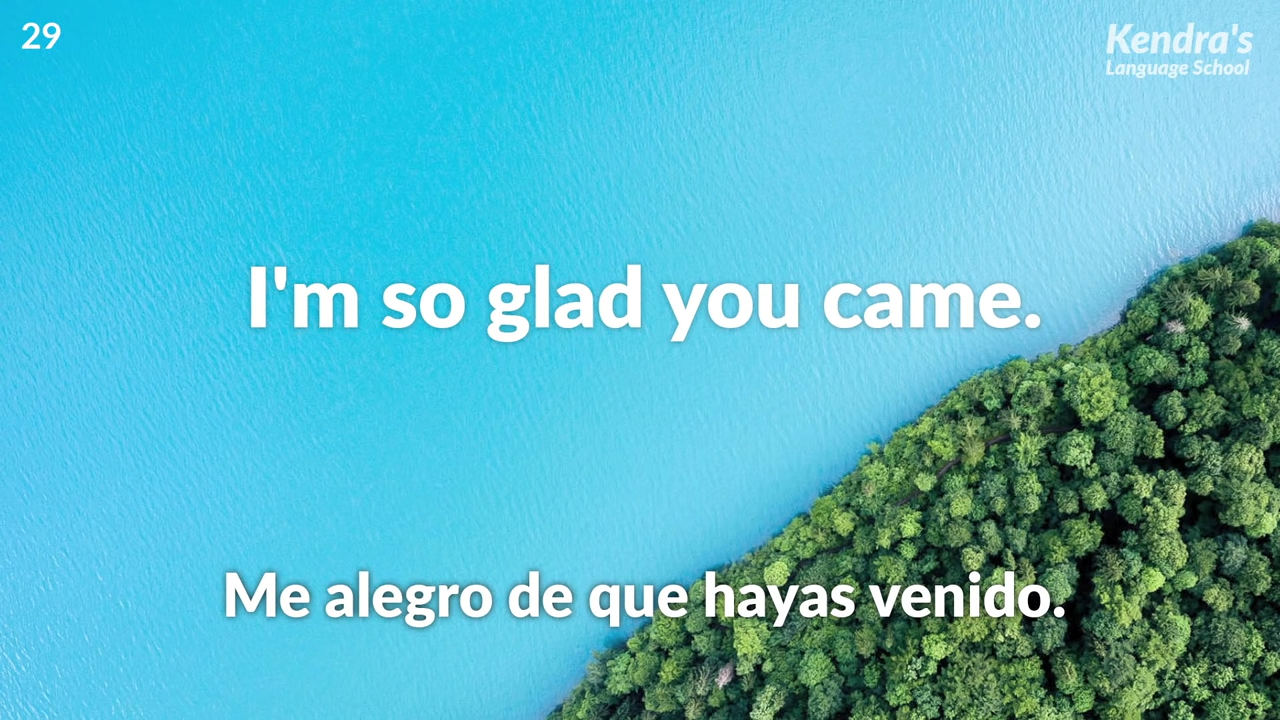 29
Kendra's
Language School
I'm so glad you came.
Me alegro de que hayas venido.